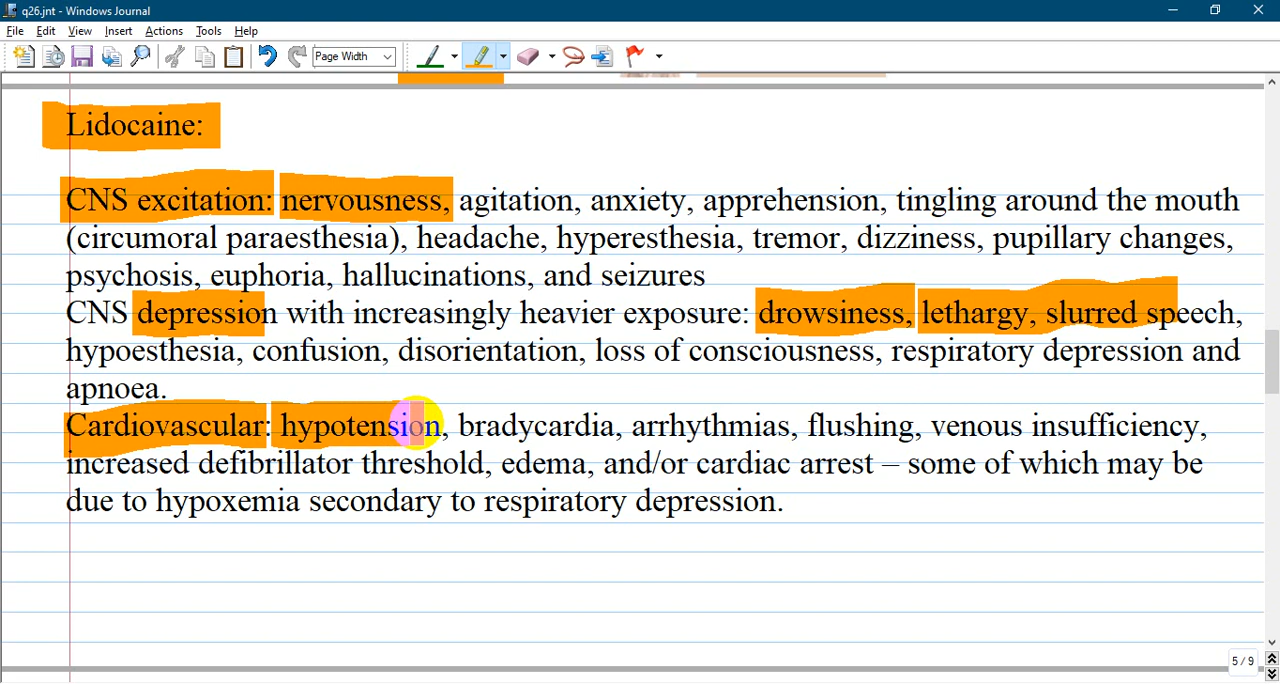 q26.jnt - Windows Journal
File Edit View Insert Actions Tools Help
Page Width
Lidocaine:
CNS excitation: nervousness, agitation, anxiety, apprehension, tingling around the mouth
(circumoral paraesthesia), headache, hyperesthesia, tremor, dizziness, pupillary changes,
psychosis, euphoria, hallucinations, and seizures
CNS depression with increasingly heavier exposure: drowsiness, lethargy, slurred speech,
hypoesthesia, confusion, disorientation, loss of consciousness, respiratory depression and
apnoea.
Cardiovascular: hypotension, bradycardia, arrhythmias, flushing, venous insufficiency,
increased defibrillator threshold, edema, and/or cardiac arrest – some of which may be
due to hypoxemia secondary to respiratory depression.
5 / 9